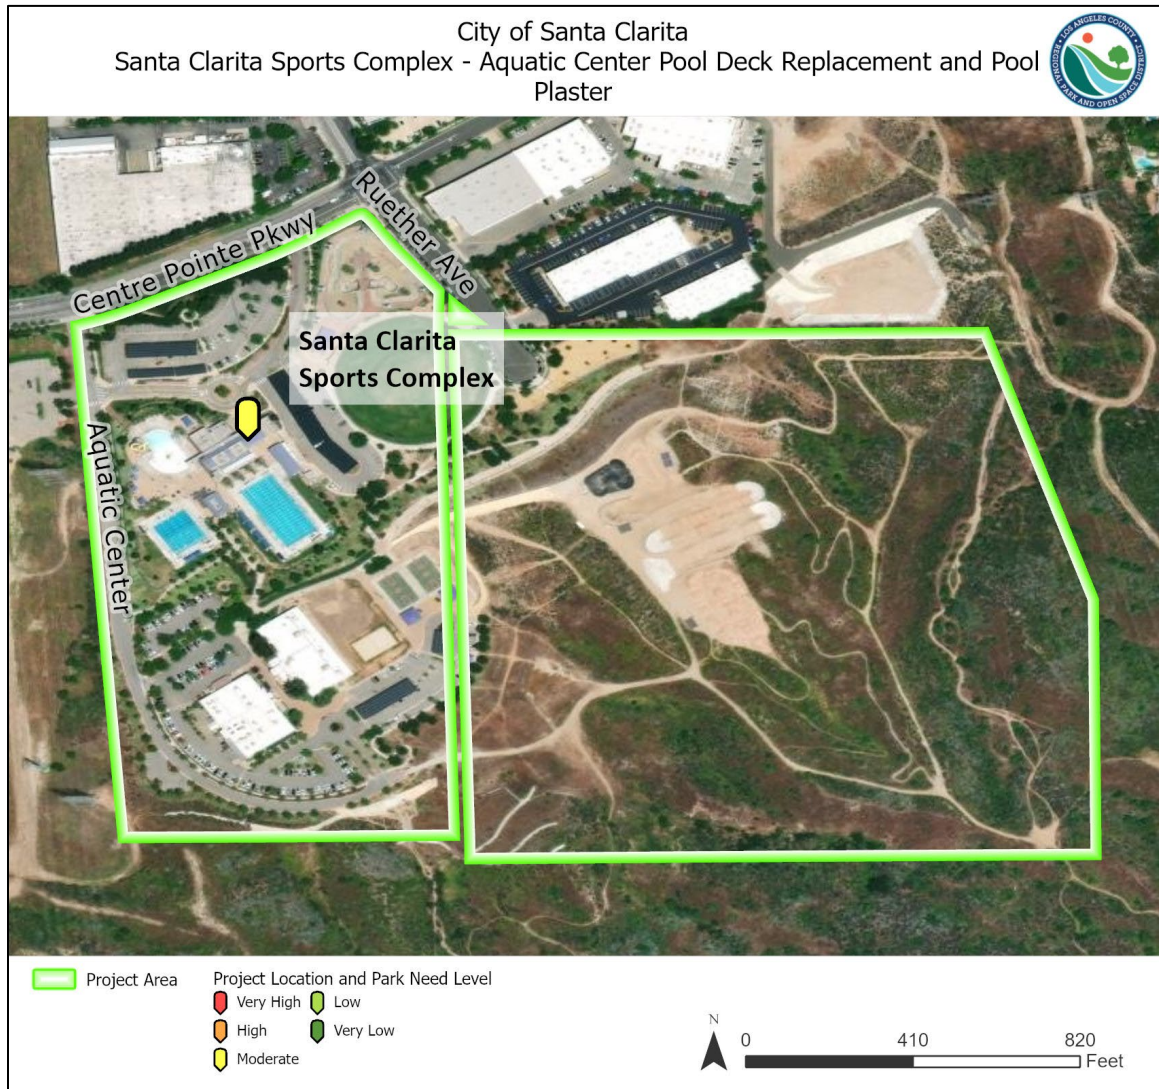 City of Santa Clarita
Santa Clarita Sports Complex - Aquatic Center Pool Deck Replacement and Pool
Plaster
LOS ANGELES COUNTY
REGIONAL PARK AND OPEN SPACE DISTRICT
Centre Pointe Pkwy
Ruether Ave
Santa Clarita
Sports Complex
Aquatic Center
Project Area
Project Location and Park Need Level
Very High
Low
High
Very Low
Moderate
N
0 410 820
Feet